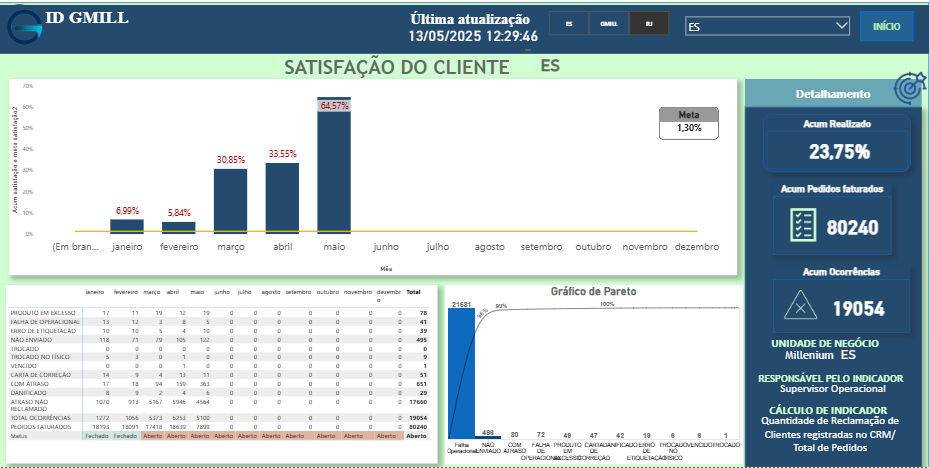 ID GMILL
Última atualização
13/05/2025 12:29:46
ES
GMILL
RJ
ES
INÍCIO
SATISFAÇÃO DO CLIENTE ES
Acum satisfação e meta satisfação2
70%
60%
50%
40%
30%
20%
10%
0%
6,99%
5,84%
30,85%
33,55%
64,57%
Meta
1,30%
(Em bran... janeiro fevereiro março abril maio junho julho agosto setembro outubro novembro dezembro
Mês
Detalhamento
Acum Realizado
23,75%
Acum Pedidos faturados
80240
Acum Ocorrências
19054
UNIDADE DE NEGÓCIO
Millenium ES
RESPONSÁVEL PELO INDICADOR
Supervisor Operacional
CÁLCULO DE INDICADOR
Quantidade de Reclamação de
Clientes registradas no CRM/
Total de Pedidos
janeiro fevereiro março abril maio junho julho agosto setembro outubro novembro dezembr Total
o
PRODUTO EM EXCESSO 17 11 19 12 19 0 0 0 0 0 0 0 78
FALHA DE OPERACIONAL 13 12 3 8 5 0 0 0 0 0 0 0 41
ERRO DE ETIQUETAÇÃO 10 10 5 4 10 0 0 0 0 0 0 0 39
NÃO ENVIADO 118 71 79 105 122 0 0 0 0 0 0 0 495
TROCADO 0 0 0 0 0 0 0 0 0 0 0 0 0
TROCADO NO FÍSICO 5 3 0 1 0 0 0 0 0 0 0 0 9
VENCIDO 0 0 0 1 0 0 0 0 0 0 0 0 1
CARTA DE CORREÇÃO 14 9 4 13 11 0 0 0 0 0 0 0 51
COM ATRASO 17 18 94 159 363 0 0 0 0 0 0 0 651
DANIFICADO 8 9 2 4 6 0 0 0 0 0 0 0 29
ATRASO NÃO 1070 913 5167 5946 4564 0 0 0 0 0 0 0 17660
RECLAMADO
TOTAL OCORRÊNCIAS 1272 1056 5373 6253 5100 0 0 0 0 0 0 0 19054
PEDIDOS FATURADOS 18193 18091 17418 18639 7899 0 0 0 0 0 0 0 80240
Status Fechado Fechado Aberto Aberto Aberto Aberto Aberto Aberto Aberto Aberto Aberto Aberto Aberto
Gráfico de Pareto
21681
96%
99%
100%
488 80 72 49 47 42 19 6 6 1
Falha NÃO COM FALHA PRODUTO CARTA ERRO TROCADO VENCIDO TROCADO
Operacional ENVIADO ATRASO DE EM DE DE NO